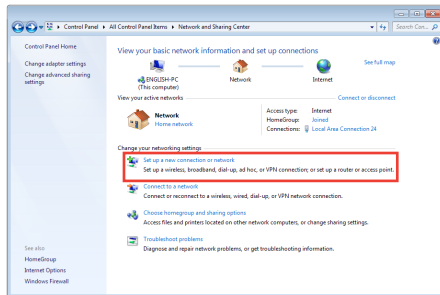 Control Panel ▸ All Control Panel Items ▸ Network and Sharing Center
Search Con...
Control Panel Home
Change adapter settings
Change advanced sharing
settings
View your basic network information and set up connections
See full map
ENGLISH-PC
(This computer)
Network
Internet
View your active networks
Connect or disconnect
Network
Home network
Access type: Internet
HomeGroup: Joined
Connections: Local Area Connection 24
Change your networking settings
Set up a new connection or network
Set up a wireless, broadband, dial-up, ad hoc, or VPN connection; or set up a router or access point.
Connect to a network
Connect or reconnect to a wireless, wired, dial-up, or VPN network connection.
Choose homegroup and sharing options
Access files and printers located on other network computers, or change sharing settings.
Troubleshoot problems
Diagnose and repair network problems, or get troubleshooting information.
See also
HomeGroup
Internet Options
Windows Firewall